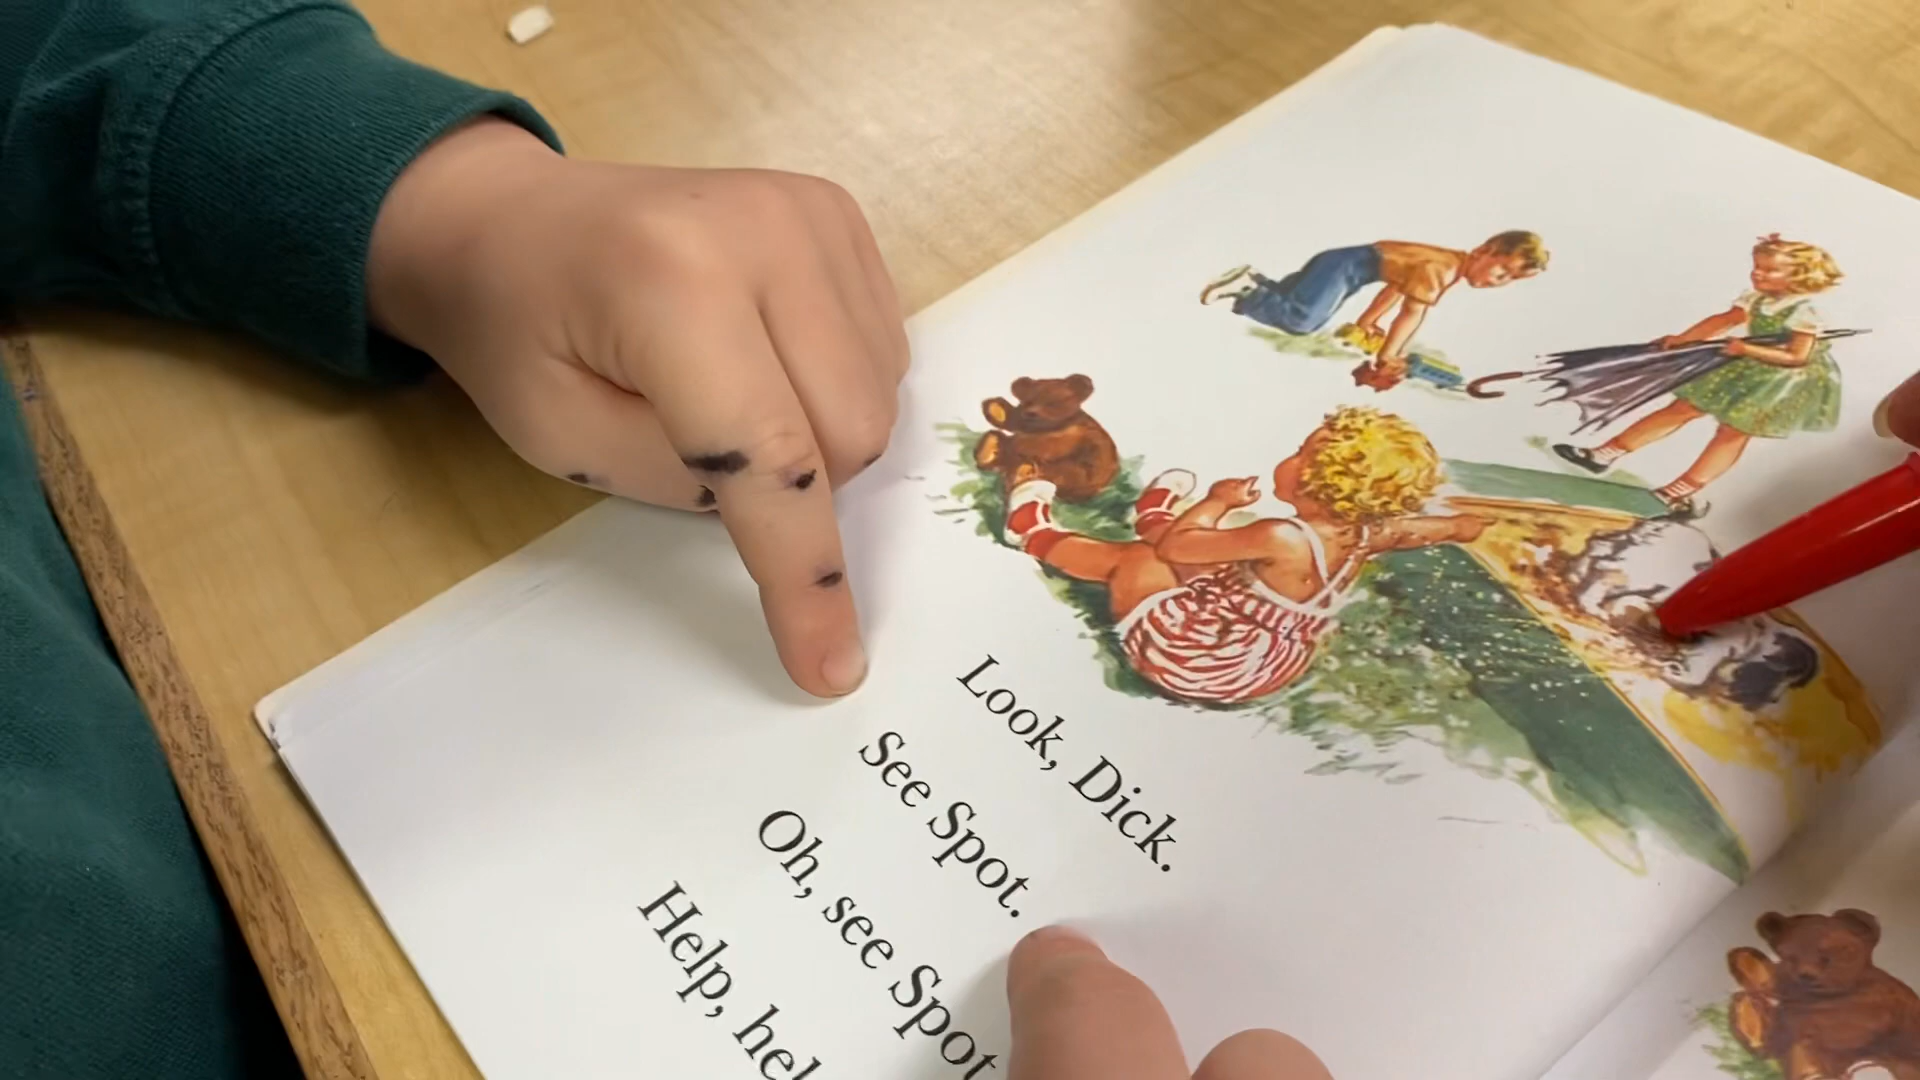 Look, Dick.
See Spot.
Oh, see Spot
Help,